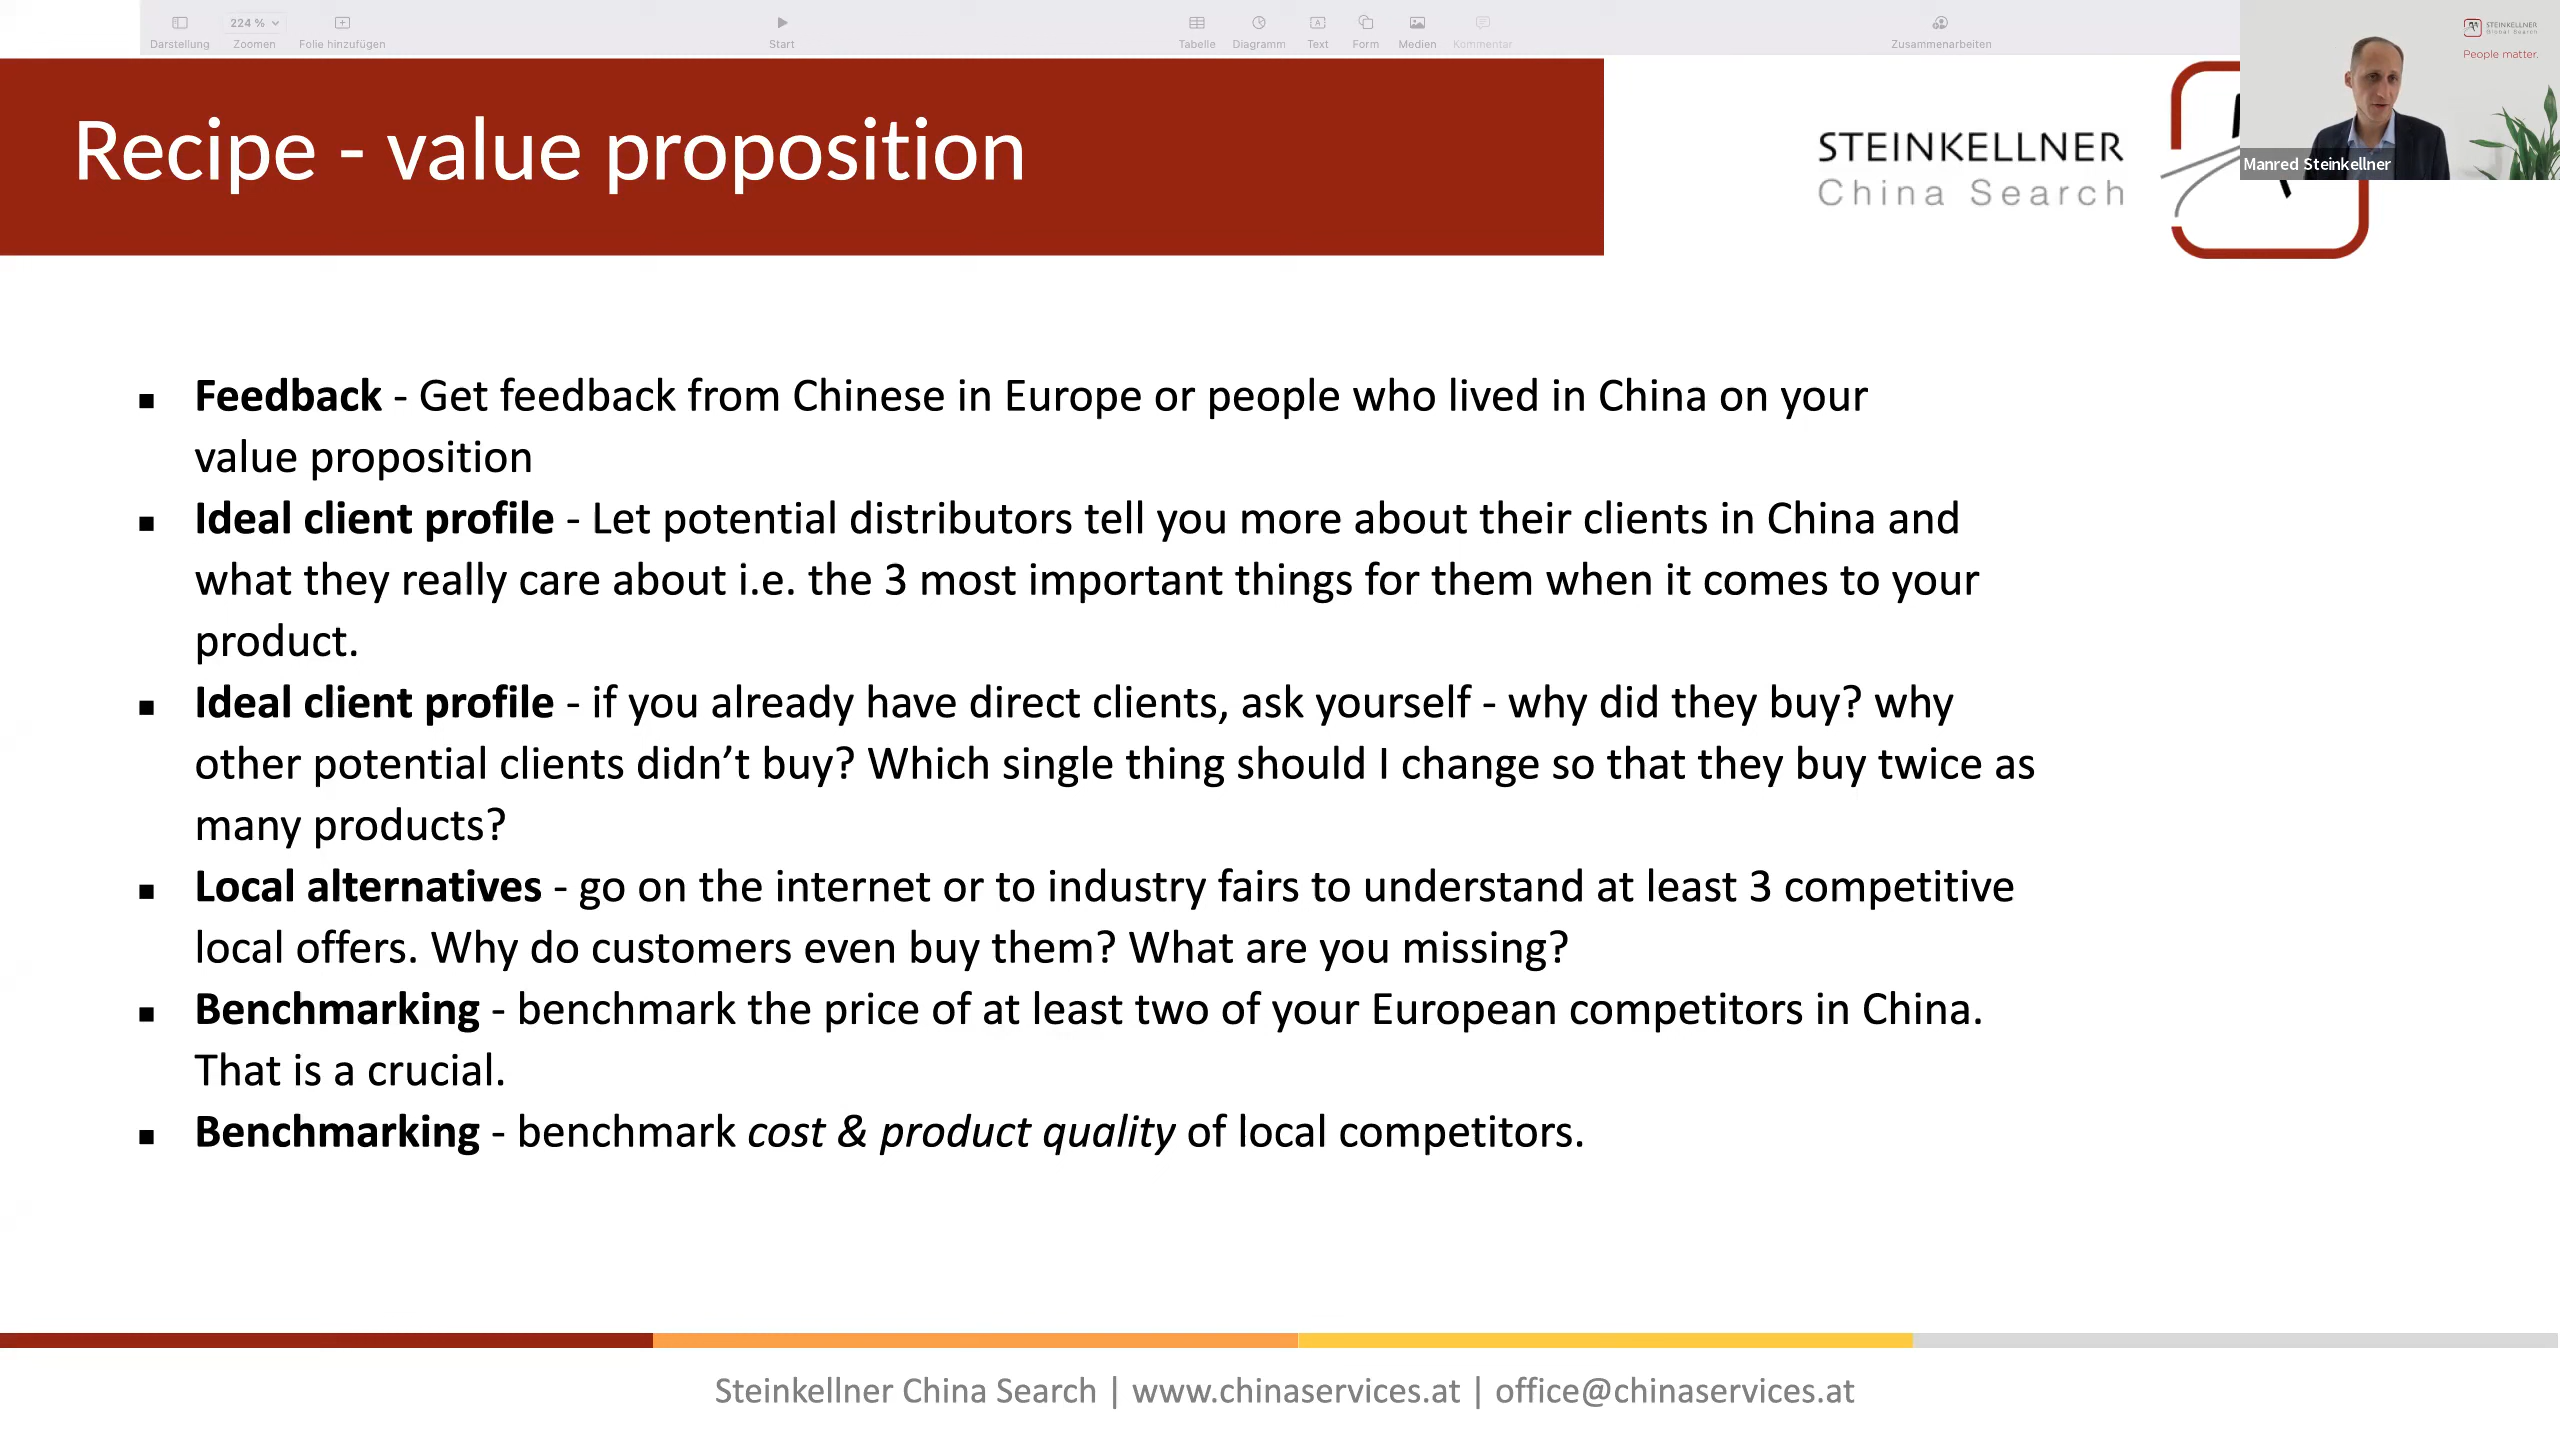 Darstellung
224 %
Zoomen
Folie hinzufügen
Start
Tabelle
Diagramm
Text
Form
Medien
Kommentar
Zusammenarbeiten
STEINKELLNER
Global Search
People matter.
Manred Steinkellner
Recipe - value proposition
STEINKELLNER
China Search
▪ Feedback - Get feedback from Chinese in Europe or people who lived in China on your
value proposition
▪ Ideal client profile - Let potential distributors tell you more about their clients in China and
what they really care about i.e. the 3 most important things for them when it comes to your
product.
▪ Ideal client profile - if you already have direct clients, ask yourself - why did they buy? why
other potential clients didn’t buy? Which single thing should I change so that they buy twice as
many products?
▪ Local alternatives - go on the internet or to industry fairs to understand at least 3 competitive
local offers. Why do customers even buy them? What are you missing?
▪ Benchmarking - benchmark the price of at least two of your European competitors in China.
That is a crucial.
▪ Benchmarking - benchmark cost & product quality of local competitors.
Steinkellner China Search | www.chinaservices.at | office@chinaservices.at